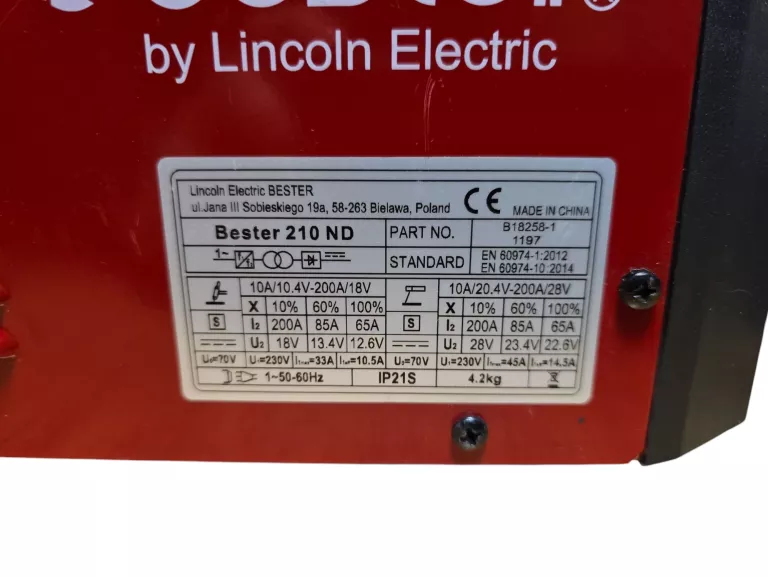 by Lincoln Electric
Lincoln Electric BESTER
ul.Jana III Sobieskiego 19a, 58-263 Bielawa, Poland
CE MADE IN CHINA
Bester 210 ND PART NO. B18258-1
1197
1~ STANDARD EN 60974-1:2012
EN 60974-10:2014
10A/10.4V-200A/18V 10A/20.4V-200A/28V
X 10% 60% 100% X 10% 60% 100%
S I2 200A 85A 65A S I2 200A 85A 65A
U2 18V 13.4V 12.6V U2 28V 23.4V 22.6V
U0=70V U1=230V I1max=33A I1eff=10.5A U0=70V U1=230V I1max=45A I1eff=14.5A
1~50-60Hz IP21S 4.2kg